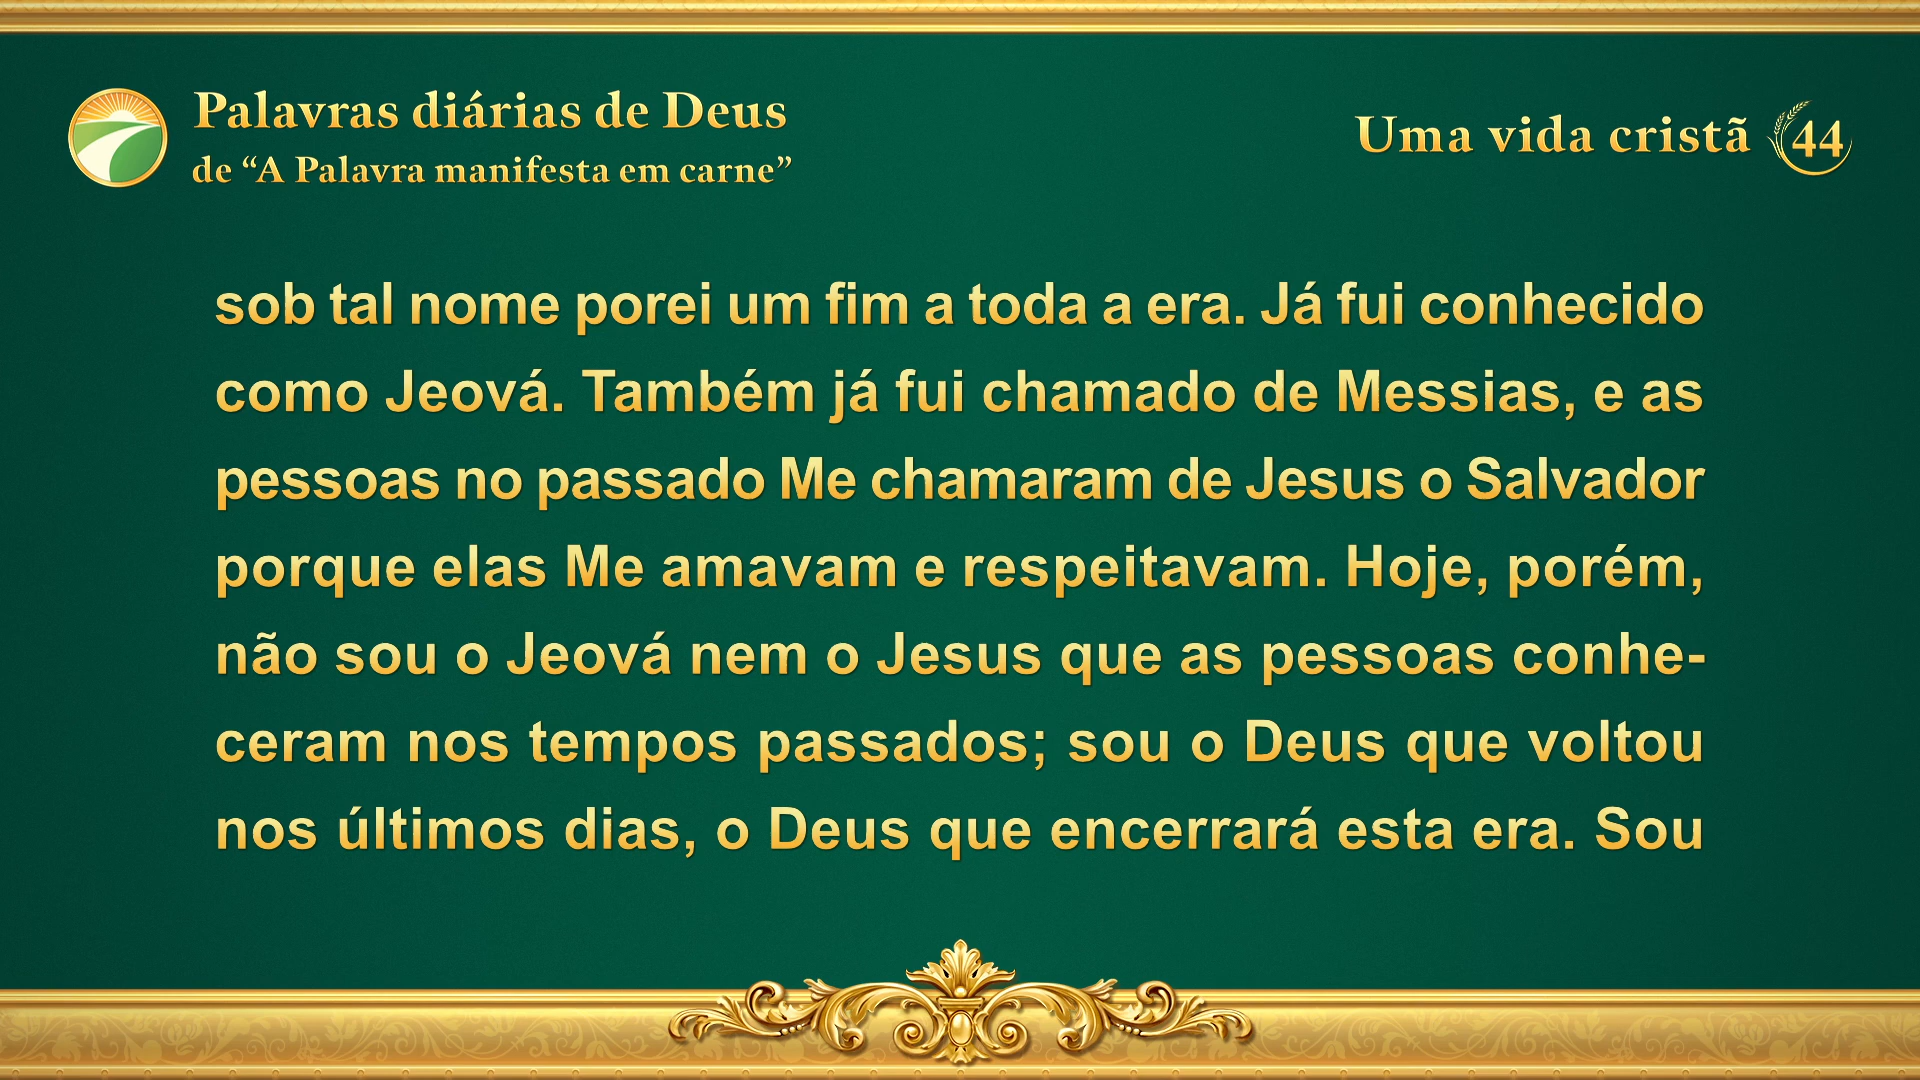 Palavras diárias de Deus
de “A Palavra manifesta em carne”
Uma vida cristã 44
sob tal nome porei um fim a toda a era. Já fui conhecido
como Jeová. Também já fui chamado de Messias, e as
pessoas no passado Me chamaram de Jesus o Salvador
porque elas Me amavam e respeitavam. Hoje, porém,
não sou o Jeová nem o Jesus que as pessoas conhe-
ceram nos tempos passados; sou o Deus que voltou
nos últimos dias, o Deus que encerrará esta era. Sou